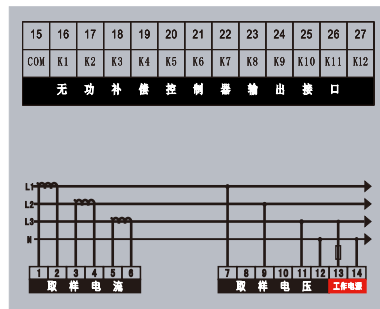 15 16 17 18 19 20 21 22 23 24 25 26 27
COM K1 K2 K3 K4 K5 K6 K7 K8 K9 K10 K11 K12
无功补偿控制器输出接口
L1
L2
L3
N
1 2 3 4 5 6 7 8 9 10 11 12 13 14
取样电流 取样电压 工作电源